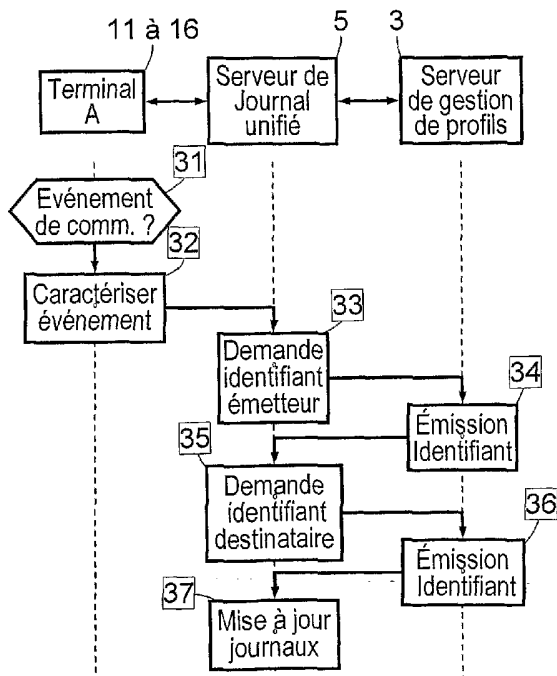 11 à 16
5
3
Terminal
A
Serveur de
Journal
unifié
Serveur
de gestion
de profils
31
Evénement
de comm. ?
32
Caractériser
événement
33
Demande
identifiant
émetteur
34
Émission
Identifiant
35
Demande
identifiant
destinataire
36
Émission
Identifiant
37
Mise à jour
journaux